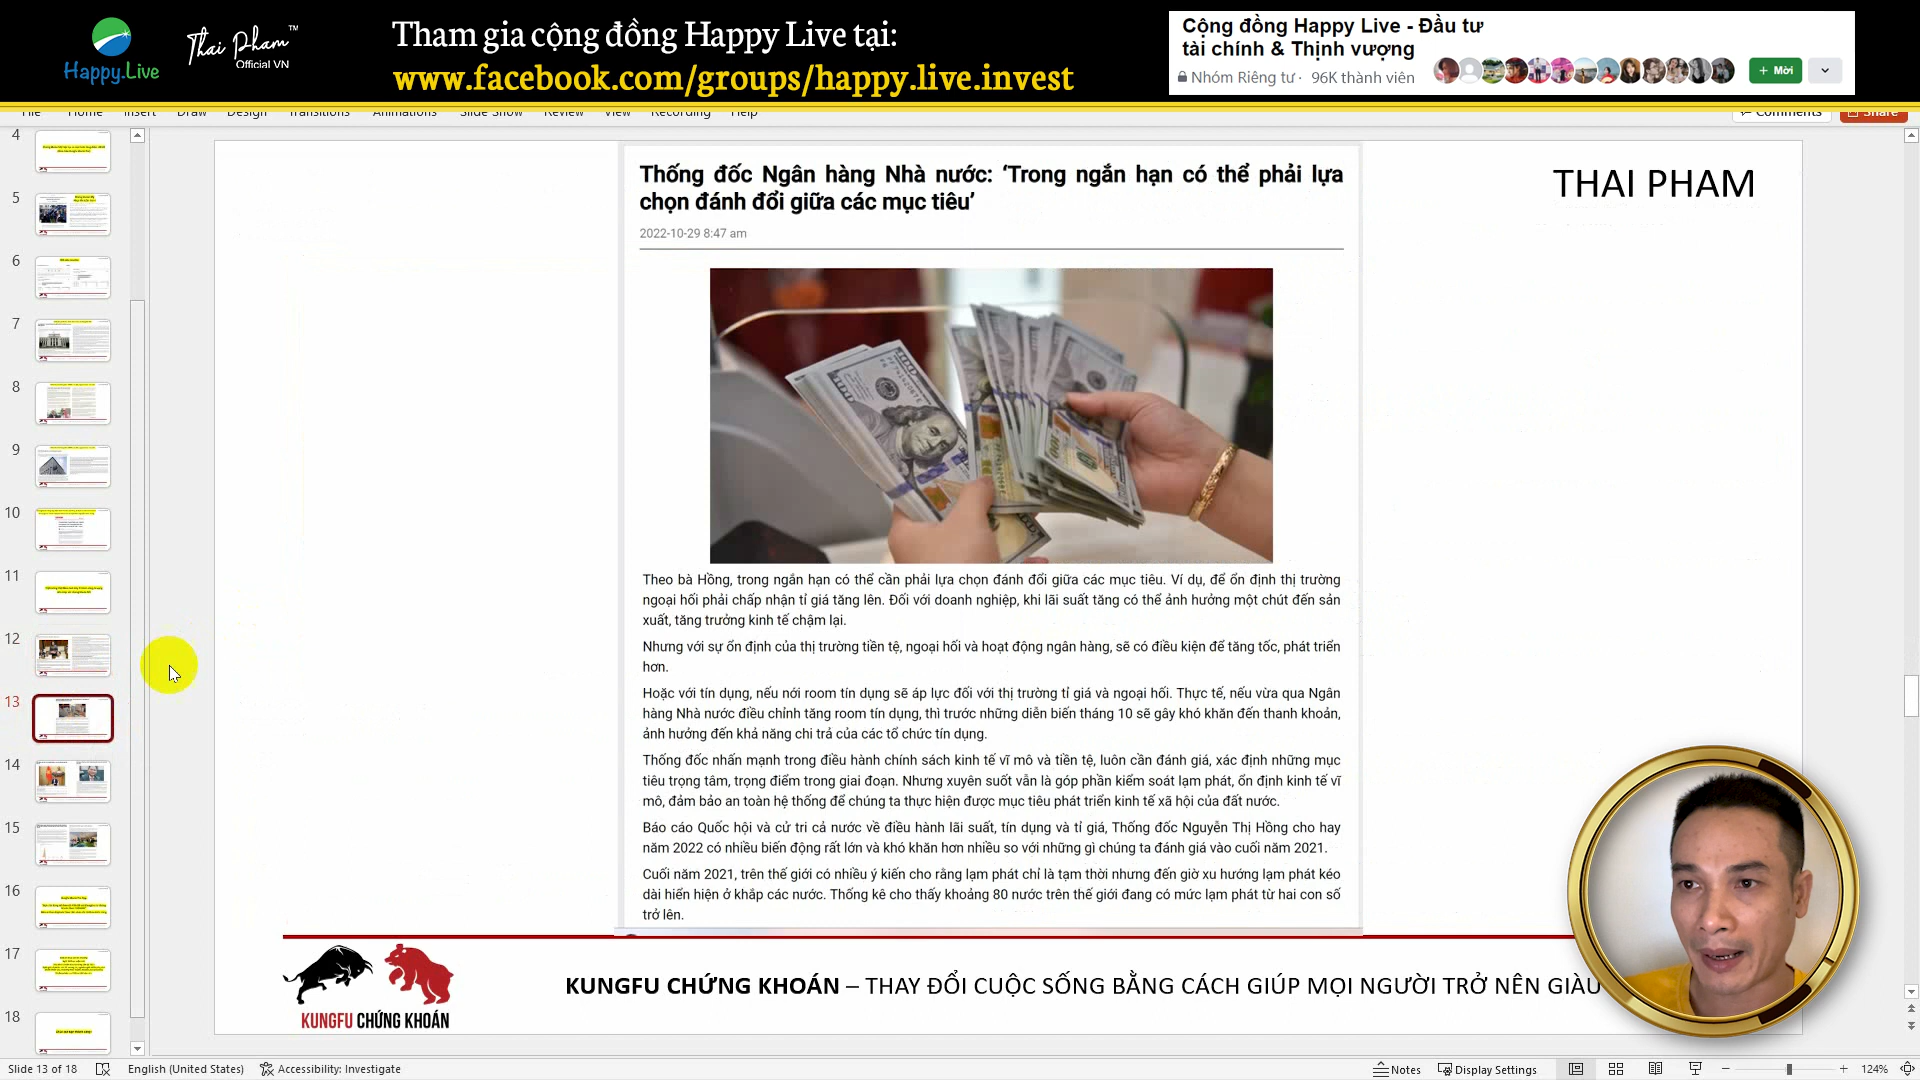 Happy.Live
Thai Pham™
Official VN
Tham gia cộng đồng Happy Live tại:
www.facebook.com/groups/happy.live.invest
Cộng đồng Happy Live - Đầu tư
tài chính & Thịnh vượng
Nhóm Riêng tư · 96K thành viên
+ Mời
File Home Insert Draw Design Transitions Animations Slide Show Review View Recording Help
Comments
Share
4
5
6
7
8
9
10
11
12
13
14
15
16
17
18
Thống đốc Ngân hàng Nhà nước: ‘Trong ngắn hạn có thể phải lựa
chọn đánh đổi giữa các mục tiêu’
2022-10-29 8:47 am
THAI PHAM
Theo bà Hồng, trong ngắn hạn có thể cần phải lựa chọn đánh đổi giữa các mục tiêu. Ví dụ, để ổn định thị trường
ngoại hối phải chấp nhận tỉ giá tăng lên. Đối với doanh nghiệp, khi lãi suất tăng có thể ảnh hưởng một chút đến sản
xuất, tăng trưởng kinh tế chậm lại.
Nhưng với sự ổn định của thị trường tiền tệ, ngoại hối và hoạt động ngân hàng, sẽ có điều kiện để tăng tốc, phát triển
hơn.
Hoặc với tín dụng, nếu nới room tín dụng sẽ áp lực đối với thị trường tỉ giá và ngoại hối. Thực tế, nếu vừa qua Ngân
hàng Nhà nước điều chỉnh tăng room tín dụng, thì trước những diễn biến tháng 10 sẽ gây khó khăn đến thanh khoản,
ảnh hưởng đến khả năng chi trả của các tổ chức tín dụng.
Thống đốc nhấn mạnh trong điều hành chính sách kinh tế vĩ mô và tiền tệ, luôn cần đánh giá, xác định những mục
tiêu trọng tâm, trọng điểm trong giai đoạn. Nhưng xuyên suốt vẫn là góp phần kiểm soát lạm phát, ổn định kinh tế vĩ
mô, đảm bảo an toàn hệ thống để chúng ta thực hiện được mục tiêu phát triển kinh tế xã hội của đất nước.
Báo cáo Quốc hội và cử tri cả nước về điều hành lãi suất, tín dụng và tỉ giá, Thống đốc Nguyễn Thị Hồng cho hay
năm 2022 có nhiều biến động rất lớn và khó khăn hơn nhiều so với những gì chúng ta đánh giá vào cuối năm 2021.
Cuối năm 2021, trên thế giới có nhiều ý kiến cho rằng lạm phát chỉ là tạm thời nhưng đến giờ xu hướng lạm phát kéo
dài hiển hiện ở khắp các nước. Thống kê cho thấy khoảng 80 nước trên thế giới đang có mức lạm phát từ hai con số
trở lên.
KUNGFU CHỨNG KHOÁN
KUNGFU CHỨNG KHOÁN – THAY ĐỔI CUỘC SỐNG BẰNG CÁCH GIÚP MỌI NGƯỜI TRỞ NÊN GIÀU
Slide 13 of 18
English (United States)
Accessibility: Investigate
Notes
Display Settings
124%